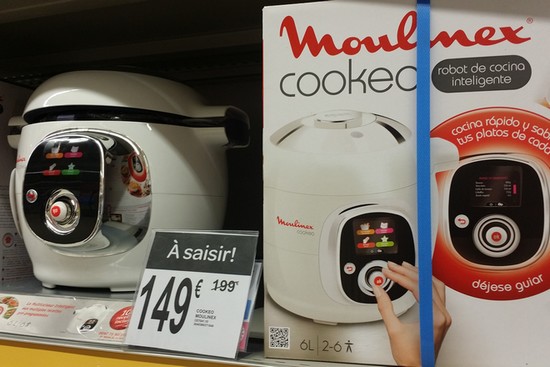 Moulinex
cookeo
robot de cocina
inteligente
cocina rápido y
tus platos de cada
déjese guiar
Moulinex
6L
2-6
À saisir!
149€
199€
COOKEO
MOULINEX